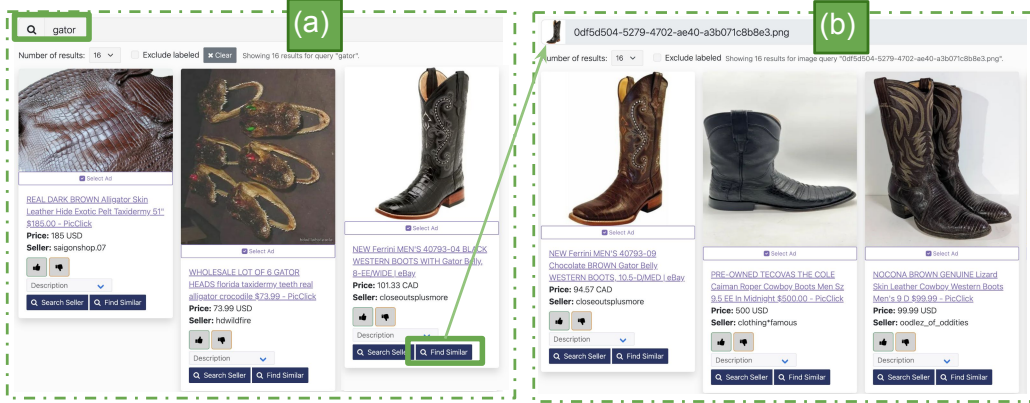 (a)
gator
Number of results: 16 Exclude labeled × Clear Showing 16 results for query "gator".
Select Ad
REAL DARK BROWN Alligator Skin
Leather Hide Exotic Pelt Taxidermy 51"
$185.00 - PicClick
Price: 185 USD
Seller: saigonshop.07
Description
Search Seller Find Similar
Select Ad
WHOLESALE LOT OF 6 GATOR
HEADS florida taxidermy teeth real
alligator crocodile $73.99 - PicClick
Price: 73.99 USD
Seller: hdwildfire
Description
Search Seller Find Similar
Select Ad
NEW Ferrini MEN'S 40793-04 BLACK
WESTERN BOOTS WITH Gator Belly,
8-EE/WIDE | eBay
Price: 101.33 CAD
Seller: closeoutsplusmore
Description
Search Selle Find Similar
(b)
0df5d504-5279-4702-ae40-a3b071c8b8e3.png
Number of results: 16 Exclude labeled Showing 16 results for image query "0df5d504-5279-4702-ae40-a3b071c8b8e3.png".
Select Ad
NEW Ferrini MEN'S 40793-09
Chocolate BROWN Gator Belly
WESTERN BOOTS, 10.5-D/MED | eBay
Price: 94.57 CAD
Seller: closeoutsplusmore
Description
Search Seller Find Similar
Select Ad
PRE-OWNED TECOVAS THE COLE
Caiman Roper Cowboy Boots Men Sz
9.5 EE In Midnight $500.00 - PicClick
Price: 500 USD
Seller: clothing*famous
Description
Search Seller Find Similar
Select Ad
NOCONA BROWN GENUINE Lizard
Skin Leather Cowboy Western Boots
Men's 9 D $99.99 - PicClick
Price: 99.99 USD
Seller: oodlez_of_oddities
Description
Search Seller Find Similar